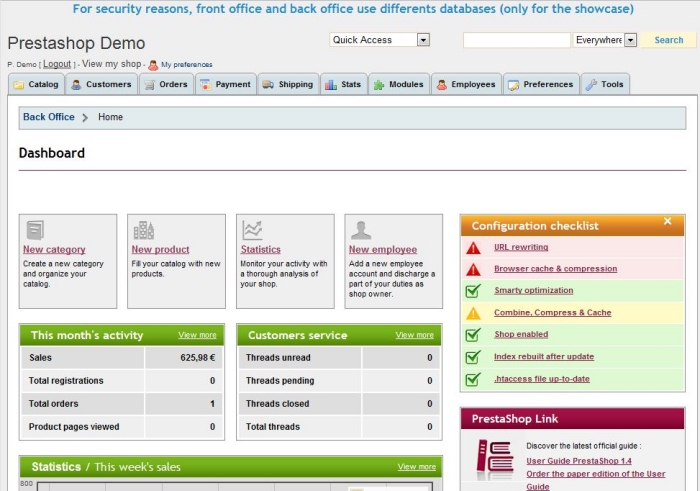 For security reasons, front office and back office use differents databases (only for the showcase)
Prestashop Demo
Quick Access
Everywhere
Search
P. Demo [ Logout ] - View my shop - My preferences
Catalog Customers Orders Payment Shipping Stats Modules Employees Preferences Tools
Back Office > Home
Dashboard
New category
Create a new category
and organize your
catalog.
New product
Fill your catalog with new
products.
Statistics
Monitor your activity with
a thorough analysis of
your shop.
New employee
Add a new employee
account and discharge a
part of your duties as
shop owner.
Configuration checklist
URL rewriting
Browser cache & compression
Smarty optimization
Combine, Compress & Cache
Shop enabled
Index rebuilt after update
.htaccess file up-to-date
This month's activity View more
Sales 625,98 €
Total registrations 0
Total orders 1
Product pages viewed 0
Customers service View more
Threads unread 0
Threads pending 0
Threads closed 0
Total threads 0
PrestaShop Link
Discover the latest official guide :
User Guide PrestaShop 1.4
Order the paper edition of the User
Guide
Statistics / This week's sales View more
800